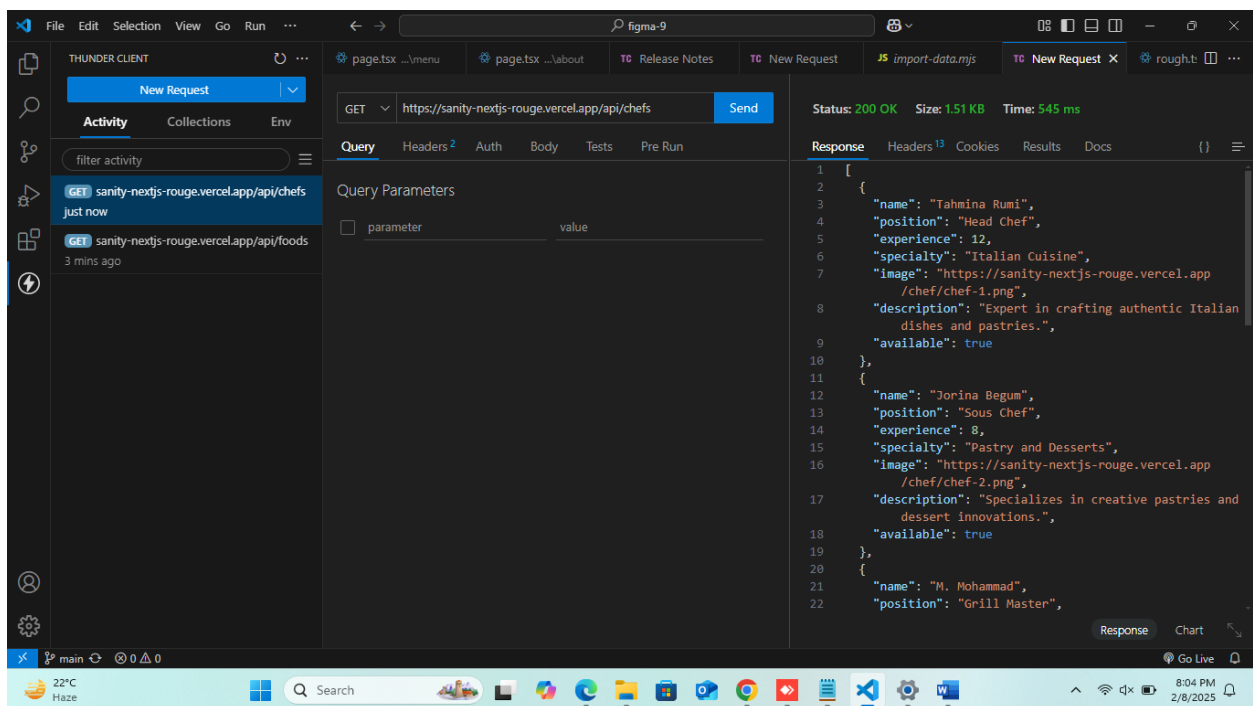 File Edit Selection View Go Run ···
figma-9
THUNDER CLIENT
page.tsx ...\menu
page.tsx ...\about
TC Release Notes
TC New Request
JS import-data.mjs
TC New Request
rough.t
New Request
Activity Collections Env
filter activity
GET sanity-nextjs-rouge.vercel.app/api/chefs
just now
GET sanity-nextjs-rouge.vercel.app/api/foods
3 mins ago
GET https://sanity-nextjs-rouge.vercel.app/api/chefs Send
Query Headers 2 Auth Body Tests Pre Run
Query Parameters
parameter value
Status: 200 OK Size: 1.51 KB Time: 545 ms
Response Headers 13 Cookies Results Docs {}
1 [
2 {
3 "name": "Tahmina Rumi",
4 "position": "Head Chef",
5 "experience": 12,
6 "specialty": "Italian Cuisine",
7 "image": "https://sanity-nextjs-rouge.vercel.app
/chef/chef-1.png",
8 "description": "Expert in crafting authentic Italian
dishes and pastries.",
9 "available": true
10 },
11 {
12 "name": "Jorina Begum",
13 "position": "Sous Chef",
14 "experience": 8,
15 "specialty": "Pastry and Desserts",
16 "image": "https://sanity-nextjs-rouge.vercel.app
/chef/chef-2.png",
17 "description": "Specializes in creative pastries and
dessert innovations.",
18 "available": true
19 },
20 {
21 "name": "M. Mohammad",
22 "position": "Grill Master",
Response Chart
main 0 0
Go Live
22°C
Haze
Search
8:04 PM
2/8/2025